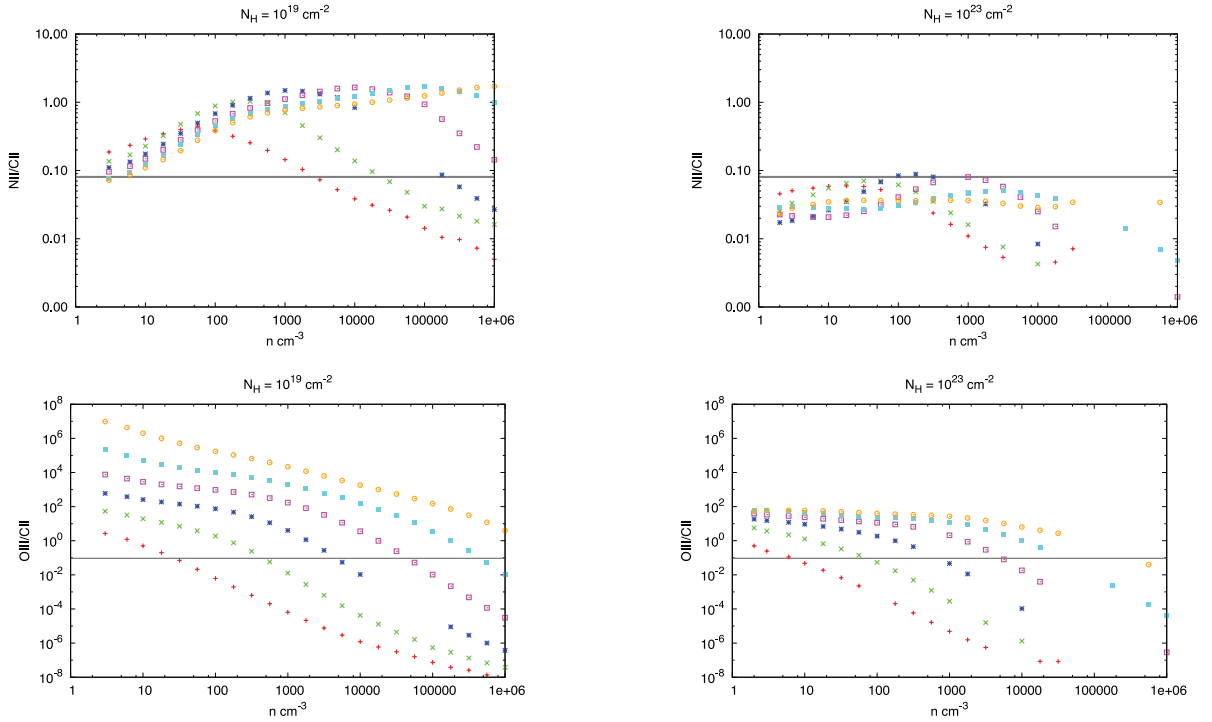 N_H = 10^19 cm^-2
10.00
1.00
0.10
0.01
0.00
NII/CII
1 10 100 1000 10000 100000 1e+06
n cm^-3
N_H = 10^23 cm^-2
10.00
1.00
0.10
0.01
0.00
NII/CII
1 10 100 1000 10000 100000 1e+06
n cm^-3
N_H = 10^19 cm^-2
10^8
10^6
10^4
10^2
10^0
10^-2
10^-4
10^-6
10^-8
OIII/CII
1 10 100 1000 10000 100000 1e+06
n cm^-3
N_H = 10^23 cm^-2
10^8
10^6
10^4
10^2
10^0
10^-2
10^-4
10^-6
10^-8
OIII/CII
1 10 100 1000 10000 100000 1e+06
n cm^-3